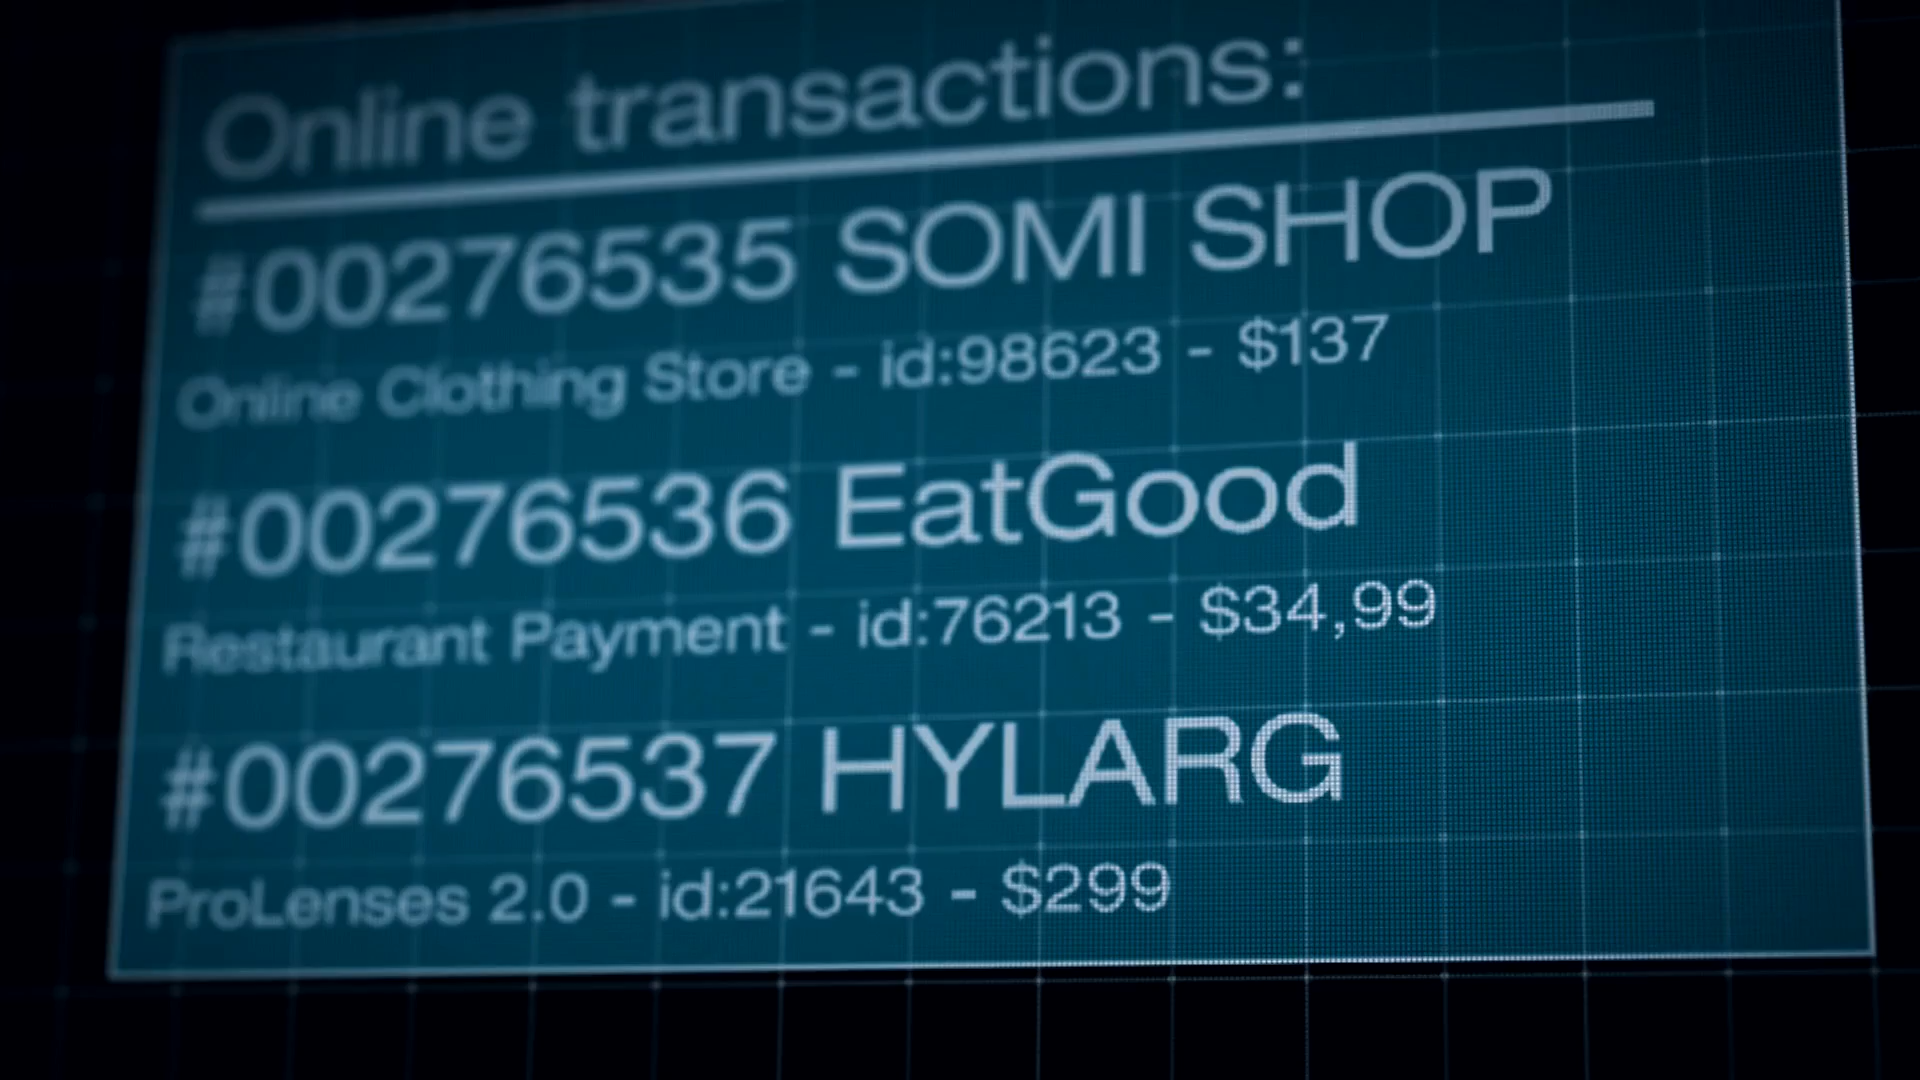 Online transactions:
#00276535 SOMI SHOP
Online Clothing Store - id:98623 - $137
#00276536 EatGood
Restaurant Payment - id:76213 - $34,99
#00276537 HYLARG
ProLenses 2.0 - id:21643 - $299